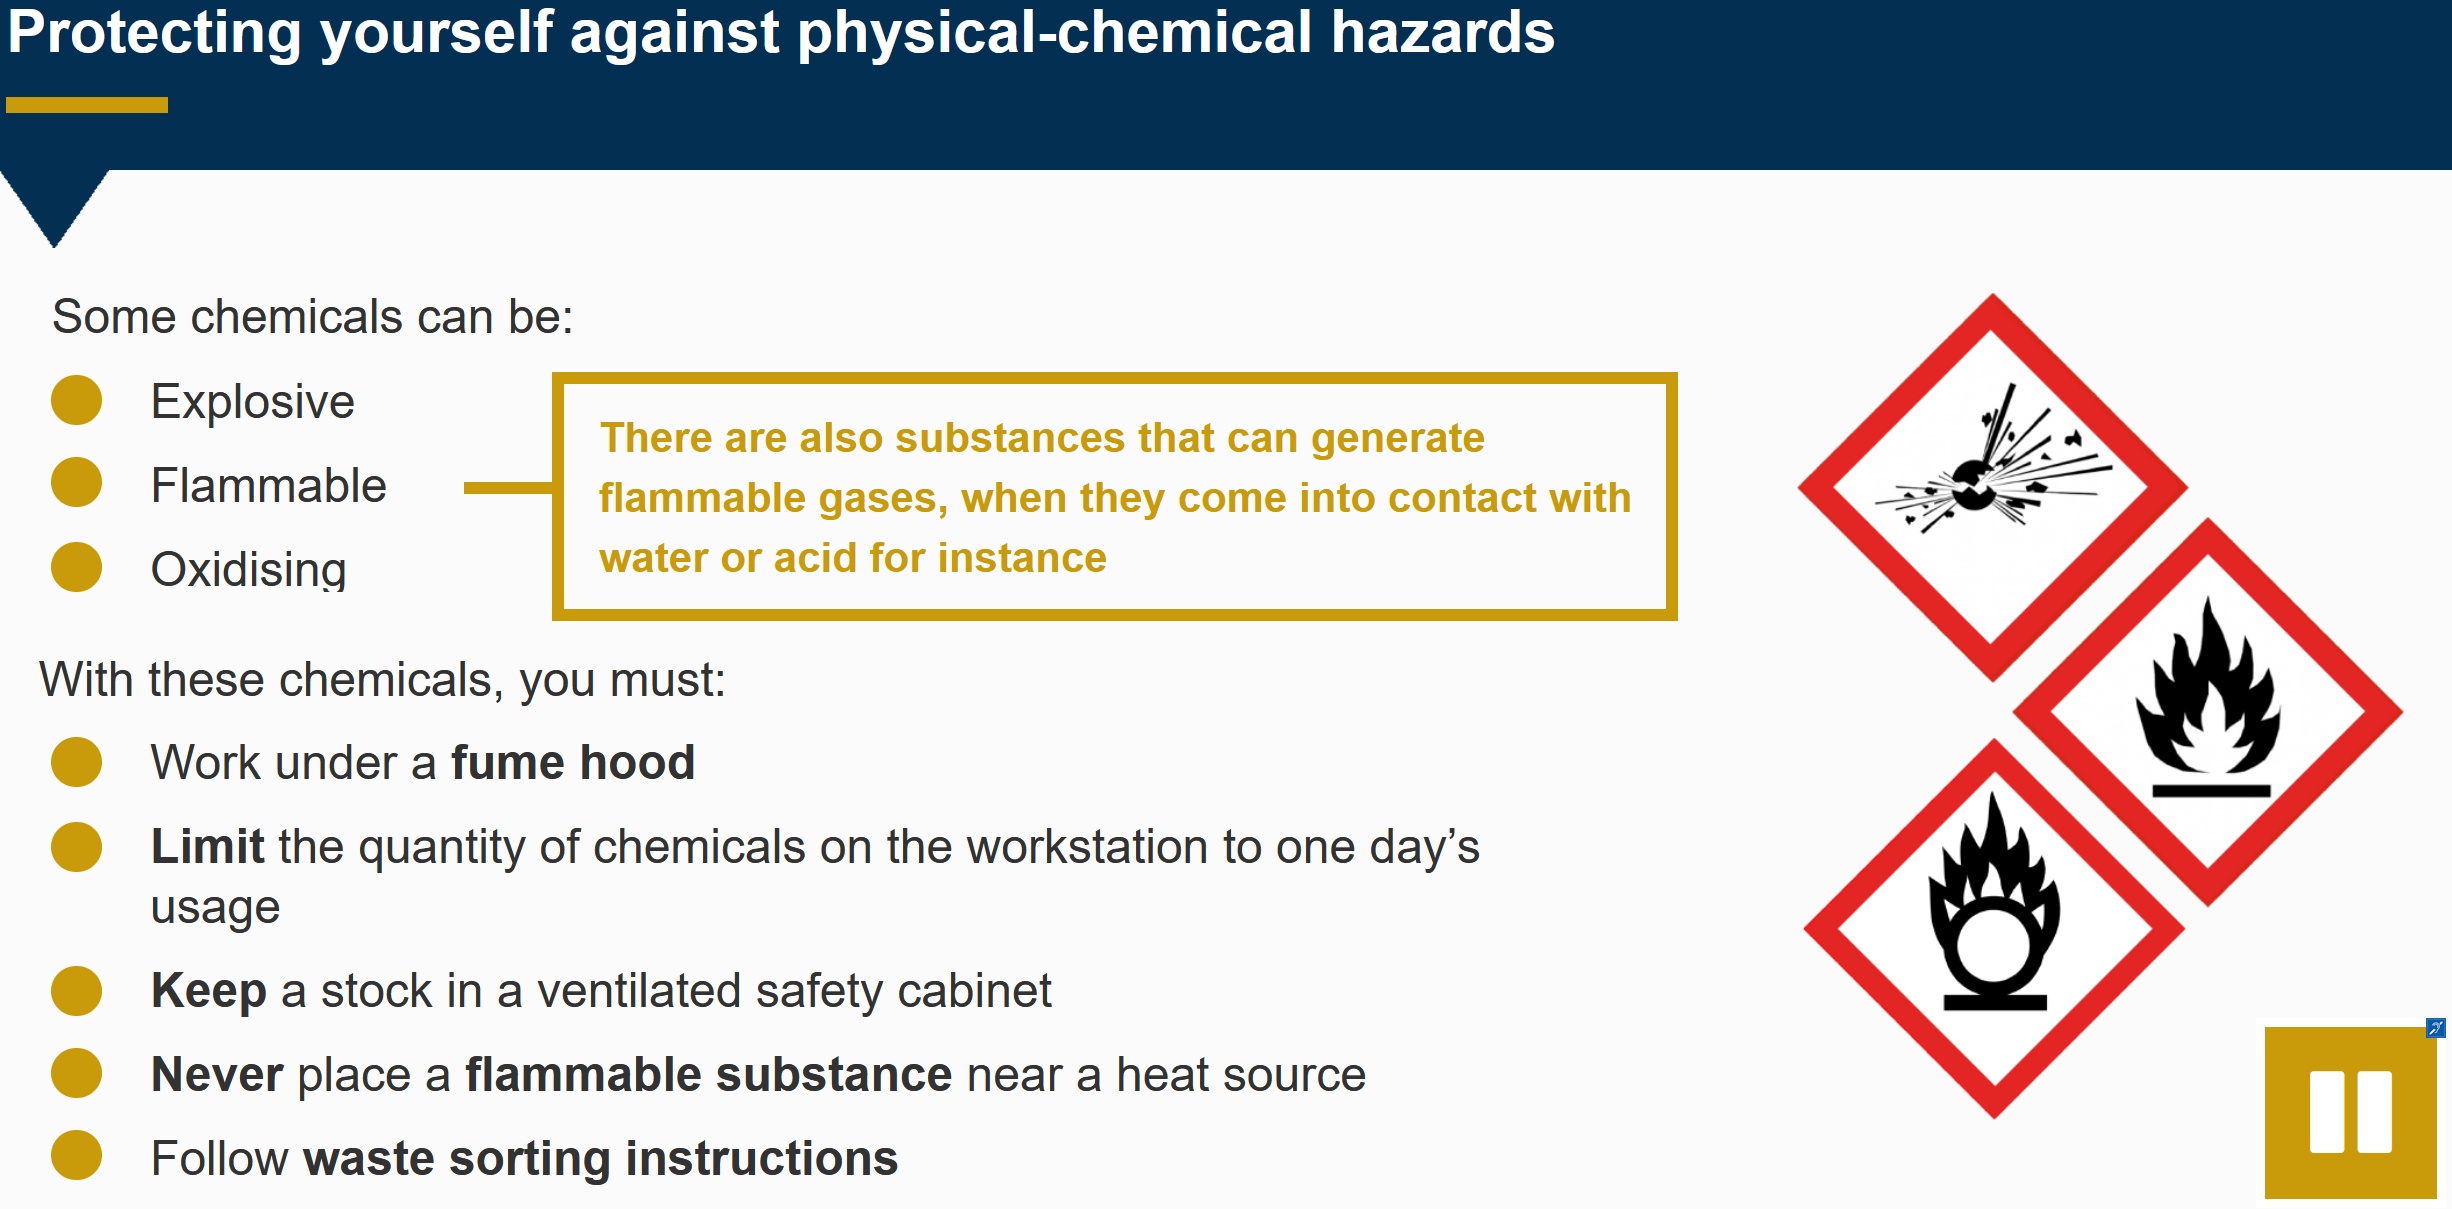 Protecting yourself against physical-chemical hazards
Some chemicals can be:
Explosive
Flammable
Oxidising
There are also substances that can generate
flammable gases, when they come into contact with
water or acid for instance
With these chemicals, you must:
Work under a fume hood
Limit the quantity of chemicals on the workstation to one day’s
usage
Keep a stock in a ventilated safety cabinet
Never place a flammable substance near a heat source
Follow waste sorting instructions